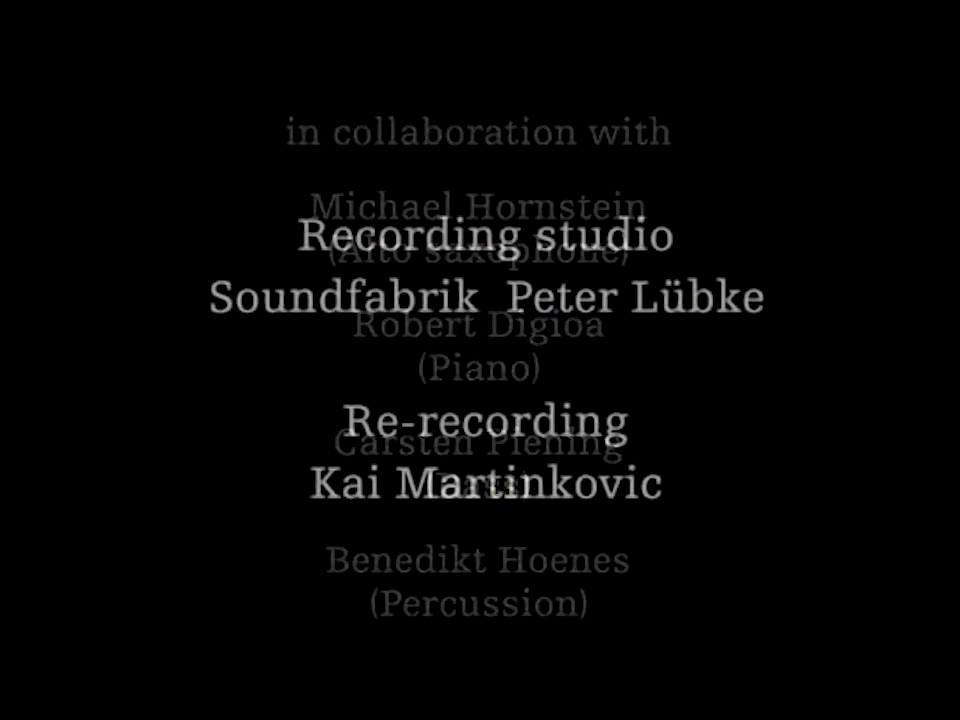 in collaboration with
Michael Hornstein
Recording studio
(Alto saxophone)
Soundfabrik Peter Lübke
Robert Digioa
(Piano)
Re-recording
Carsten Piening
Kai Martinkovic
Benedikt Hoenes
(Percussion)